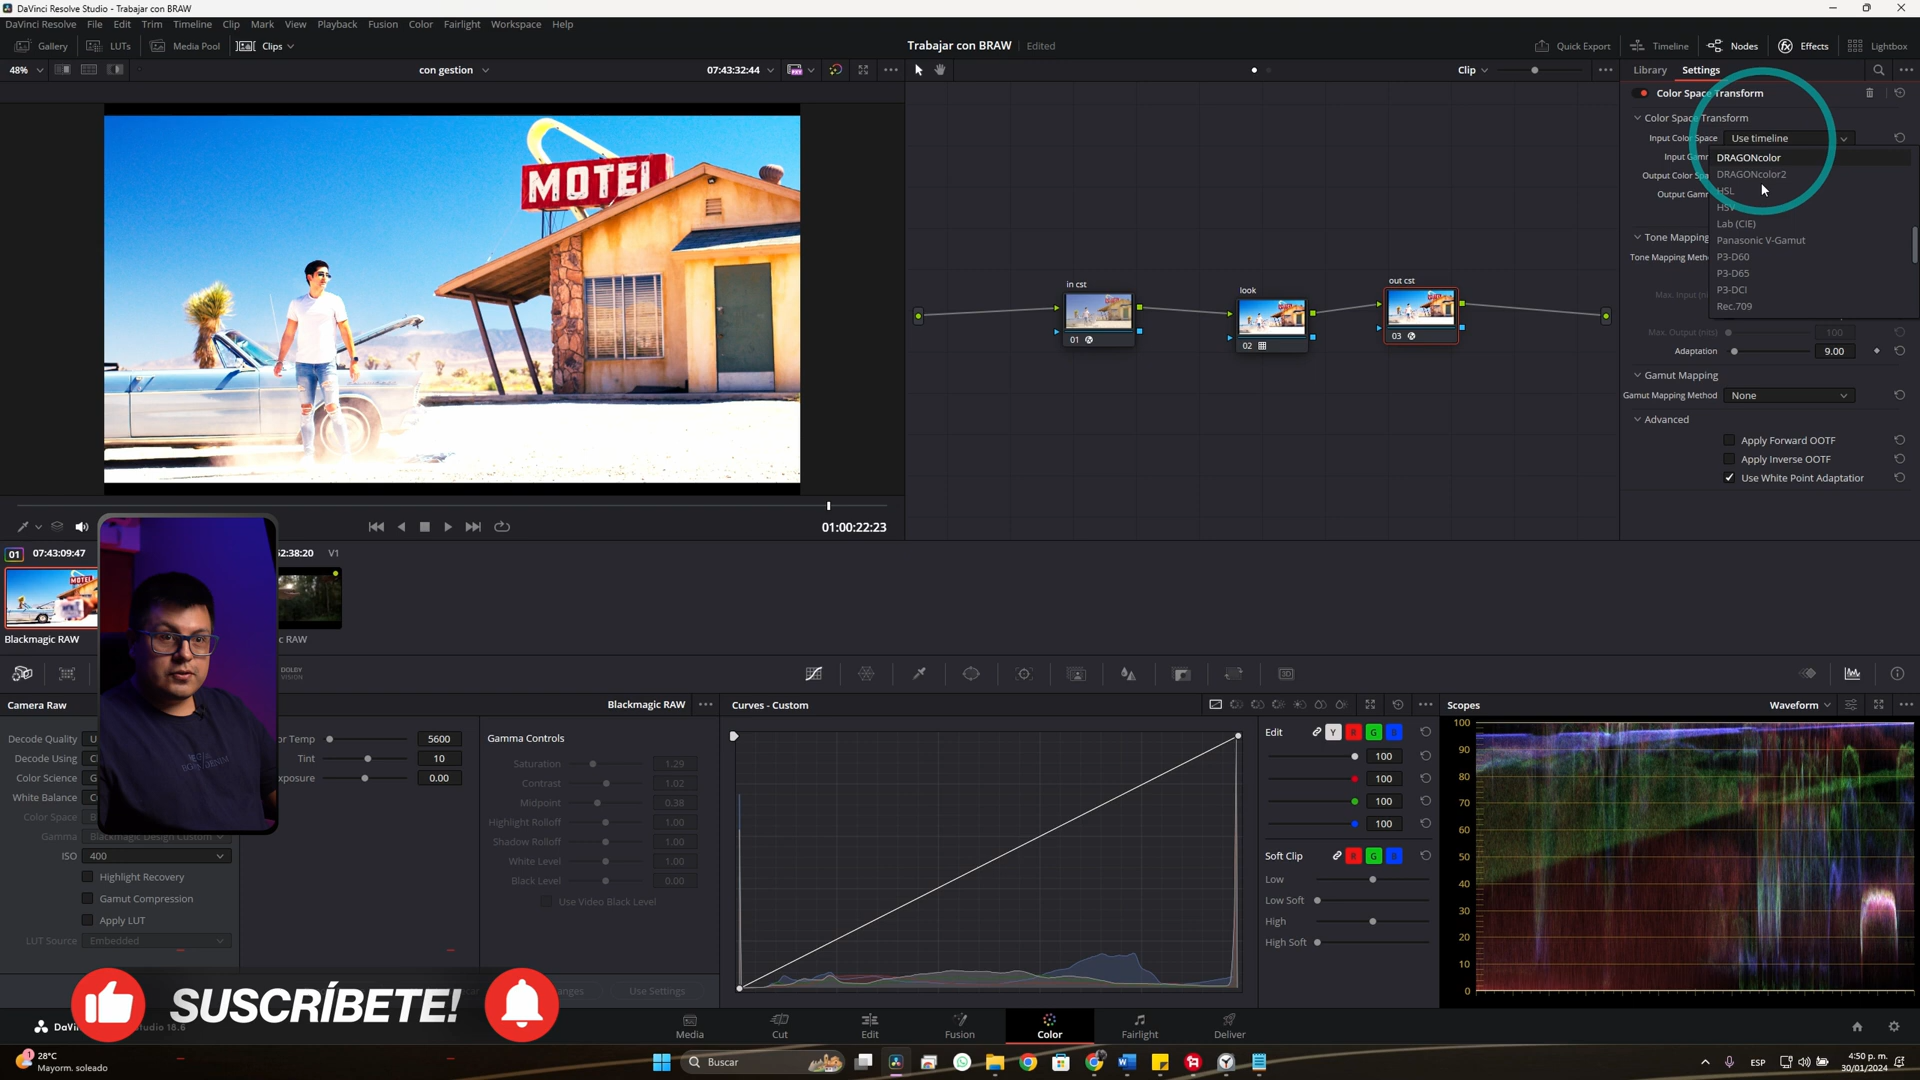 DaVinci Resolve Studio - Trabajar con BRAW
DaVinci Resolve File Edit Trim Timeline Clip Mark View Playback Fusion Color Fairlight Workspace Help
Gallery LUTs Media Pool Clips Trabajar con BRAW Edited Quick Export Timeline Nodes Effects Lightbox
48% con gestion 07:43:32:44 Clip Library Settings
Color Space Transform
Color Space Transform
Input Color Space Use timeline
Input Gam
DRAGONcolor
Output Color Spa
DRAGONcolor2
Output Gam
HSL
HSV
Lab (CIE)
Tone Mapping
Panasonic V-Gamut
Tone Mapping Meth
P3-D60
P3-D65
Max. Input (ni
P3-DCI
Rec.709
Max. Output (nits) 100
Adaptation 9.00
Gamut Mapping
Gamut Mapping Method None
Advanced
Apply Forward OOTF
Apply Inverse OOTF
Use White Point Adaptation
MOTEL
in cst
01
look
02
out cst
03
01:00:22:23
01 07:43:09:47
2:38:20 V1
MOTEL
Blackmagic RAW
c RAW
DOLBY
VISION
Camera Raw
Blackmagic RAW
Decode Quality
Decode Using
Color Science
White Balance
Color Space
Gamma Blackmagic Design Custom
ISO 400
Highlight Recovery
Gamut Compression
Apply LUT
LUT Source Embedded
or Temp 5600
Tint 10
xposure 0.00
Gamma Controls
Saturation 1.29
Contrast 1.02
Midpoint 0.38
Highlight Rolloff 1.00
Shadow Rolloff 1.00
White Level 1.00
Black Level 0.00
Use Video Black Level
anges Use Settings
Curves - Custom
Edit Y R G B
100
100
100
100
Soft Clip R G B
Low
Low Soft
High
High Soft
Scopes Waveform
100
90
80
70
60
50
40
30
20
10
0
SUSCRÍBETE!
DaVi tudio 18.6
Media Cut Edit Fusion Color Fairlight Deliver
28°C
Mayorm. soleado
Buscar
ESP
4:50 p. m.
30/01/2024